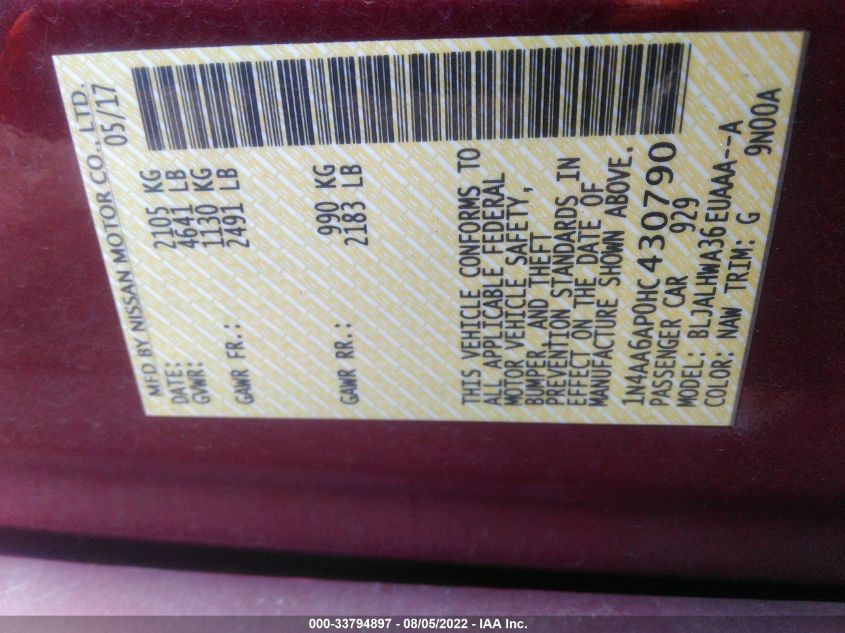 MFD BY NISSAN MOTOR CO., LTD.
DATE: 05/17
GVWR: 2105 KG
4641 LB
GAWR FR.: 1130 KG
2491 LB
GAWR RR.: 990 KG
2183 LB
THIS VEHICLE CONFORMS TO
ALL APPLICABLE FEDERAL
MOTOR VEHICLE SAFETY,
BUMPER, AND THEFT
PREVENTION STANDARDS IN
EFFECT ON THE DATE OF
MANUFACTURE SHOWN ABOVE.
1N4AA6AP0HC430790
PASSENGER CAR 929
MODEL: BLJALHWA36EUAAA--A
COLOR: NAW TRIM: G 9N00A
000-33794897 - 08/05/2022 - IAA Inc.